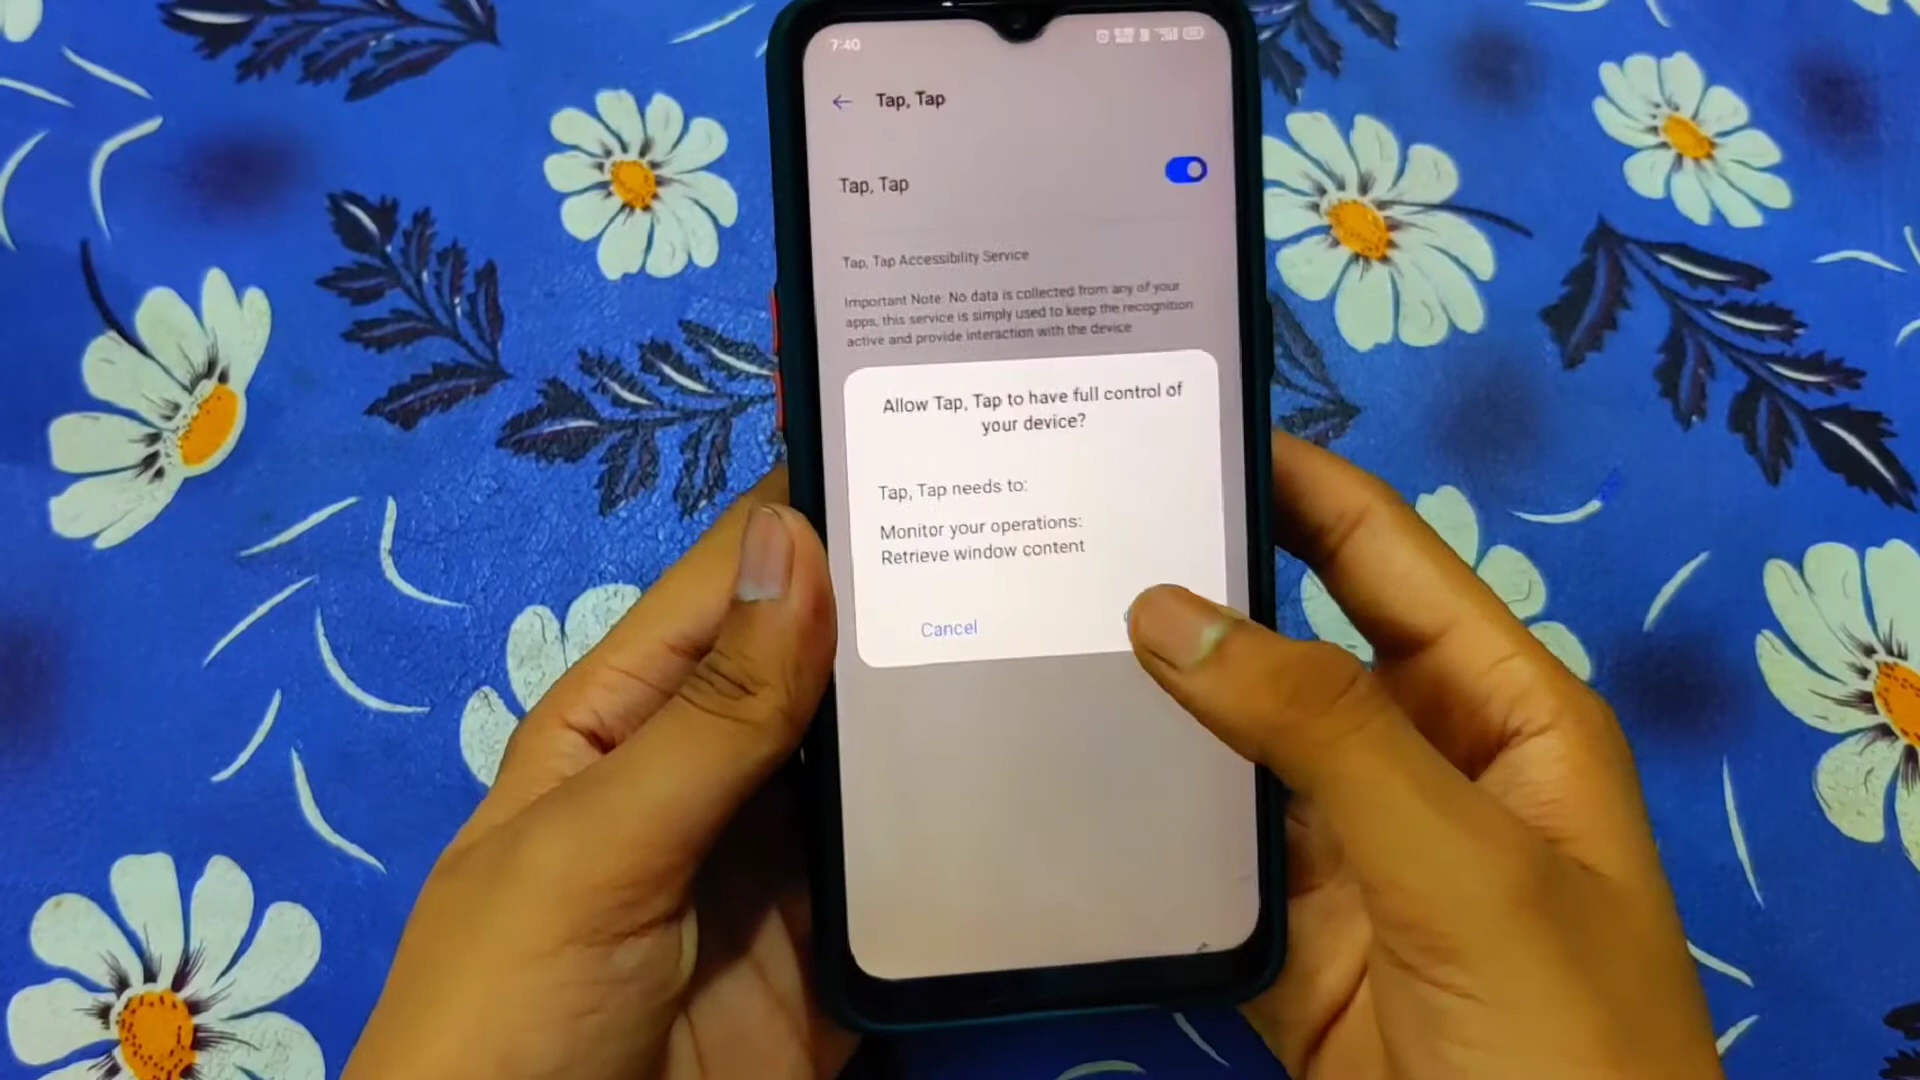 7:40
Tap, Tap
Tap, Tap
Tap, Tap Accessibility Service
Important Note: No data is collected from any of your
apps, this service is simply used to keep the recognition
active and provide interaction with the device
Allow Tap, Tap to have full control of
your device?
Tap, Tap needs to:
Monitor your operations:
Retrieve window content
Cancel